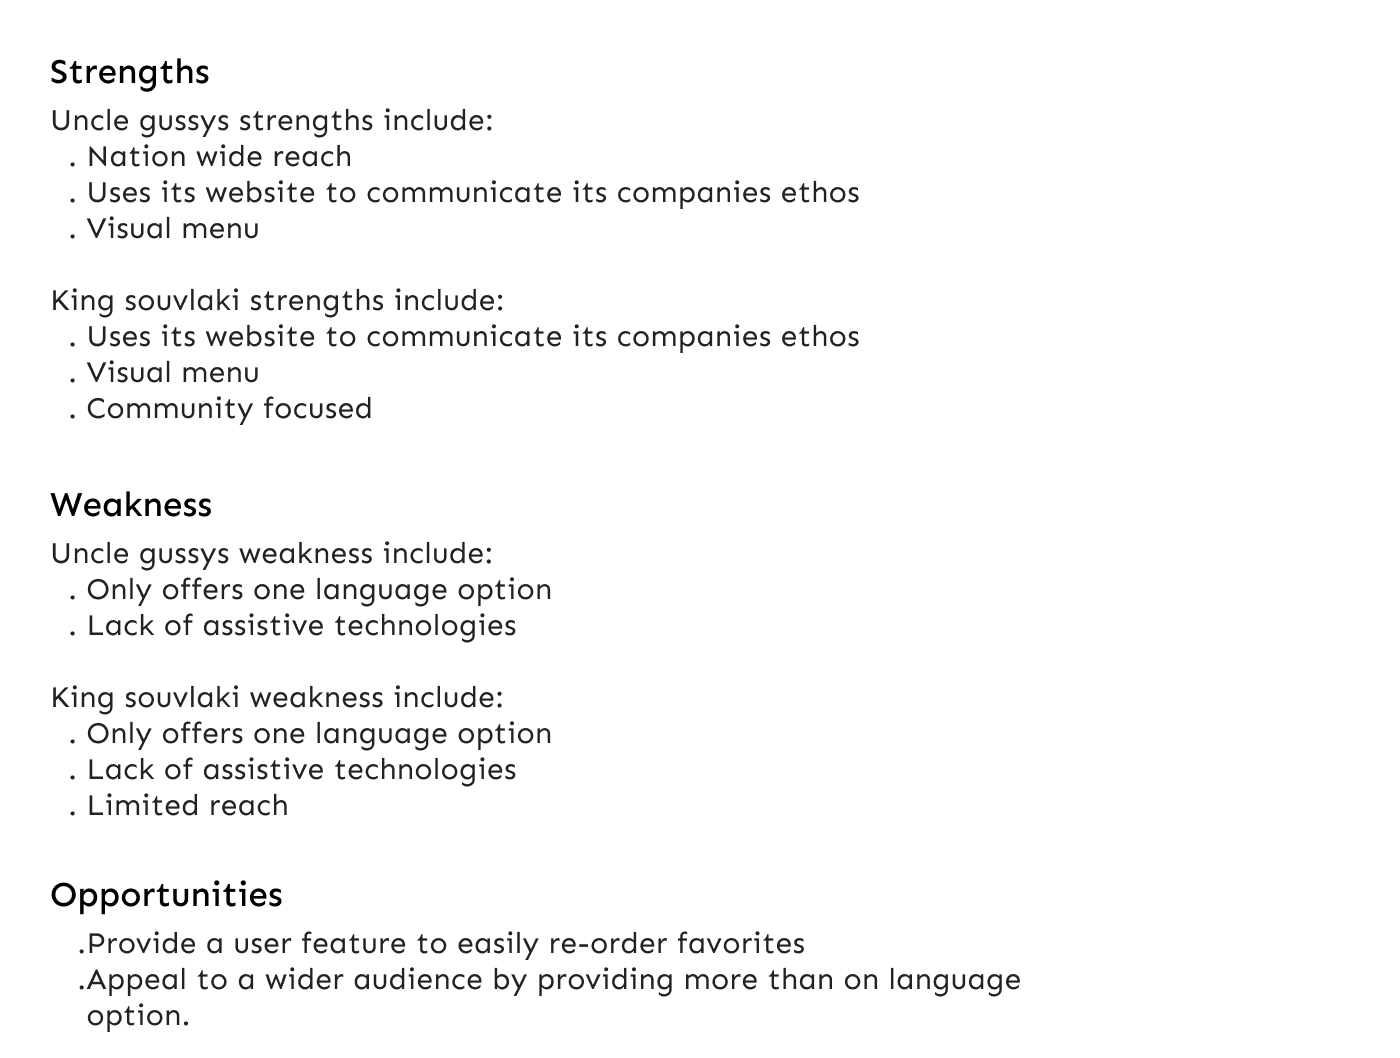 Strengths
Uncle gussys strengths include:
. Nation wide reach
. Uses its website to communicate its companies ethos
. Visual menu
King souvlaki strengths include:
. Uses its website to communicate its companies ethos
. Visual menu
. Community focused
Weakness
Uncle gussys weakness include:
. Only offers one language option
. Lack of assistive technologies
King souvlaki weakness include:
. Only offers one language option
. Lack of assistive technologies
. Limited reach
Opportunities
.Provide a user feature to easily re-order favorites
.Appeal to a wider audience by providing more than on language
option.